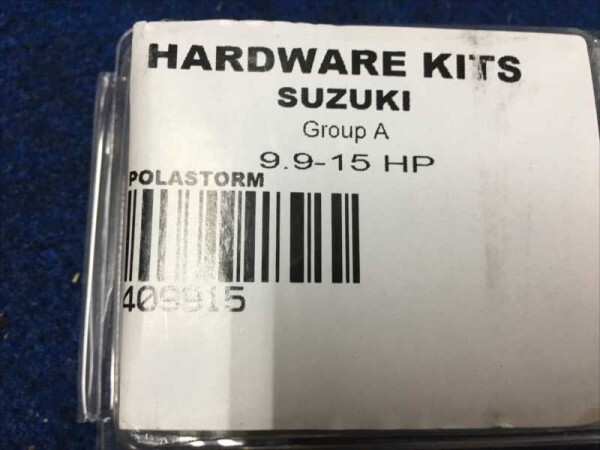 HARDWARE KITS
SUZUKI
Group A
9.9-15 HP
POLASTORM
409915